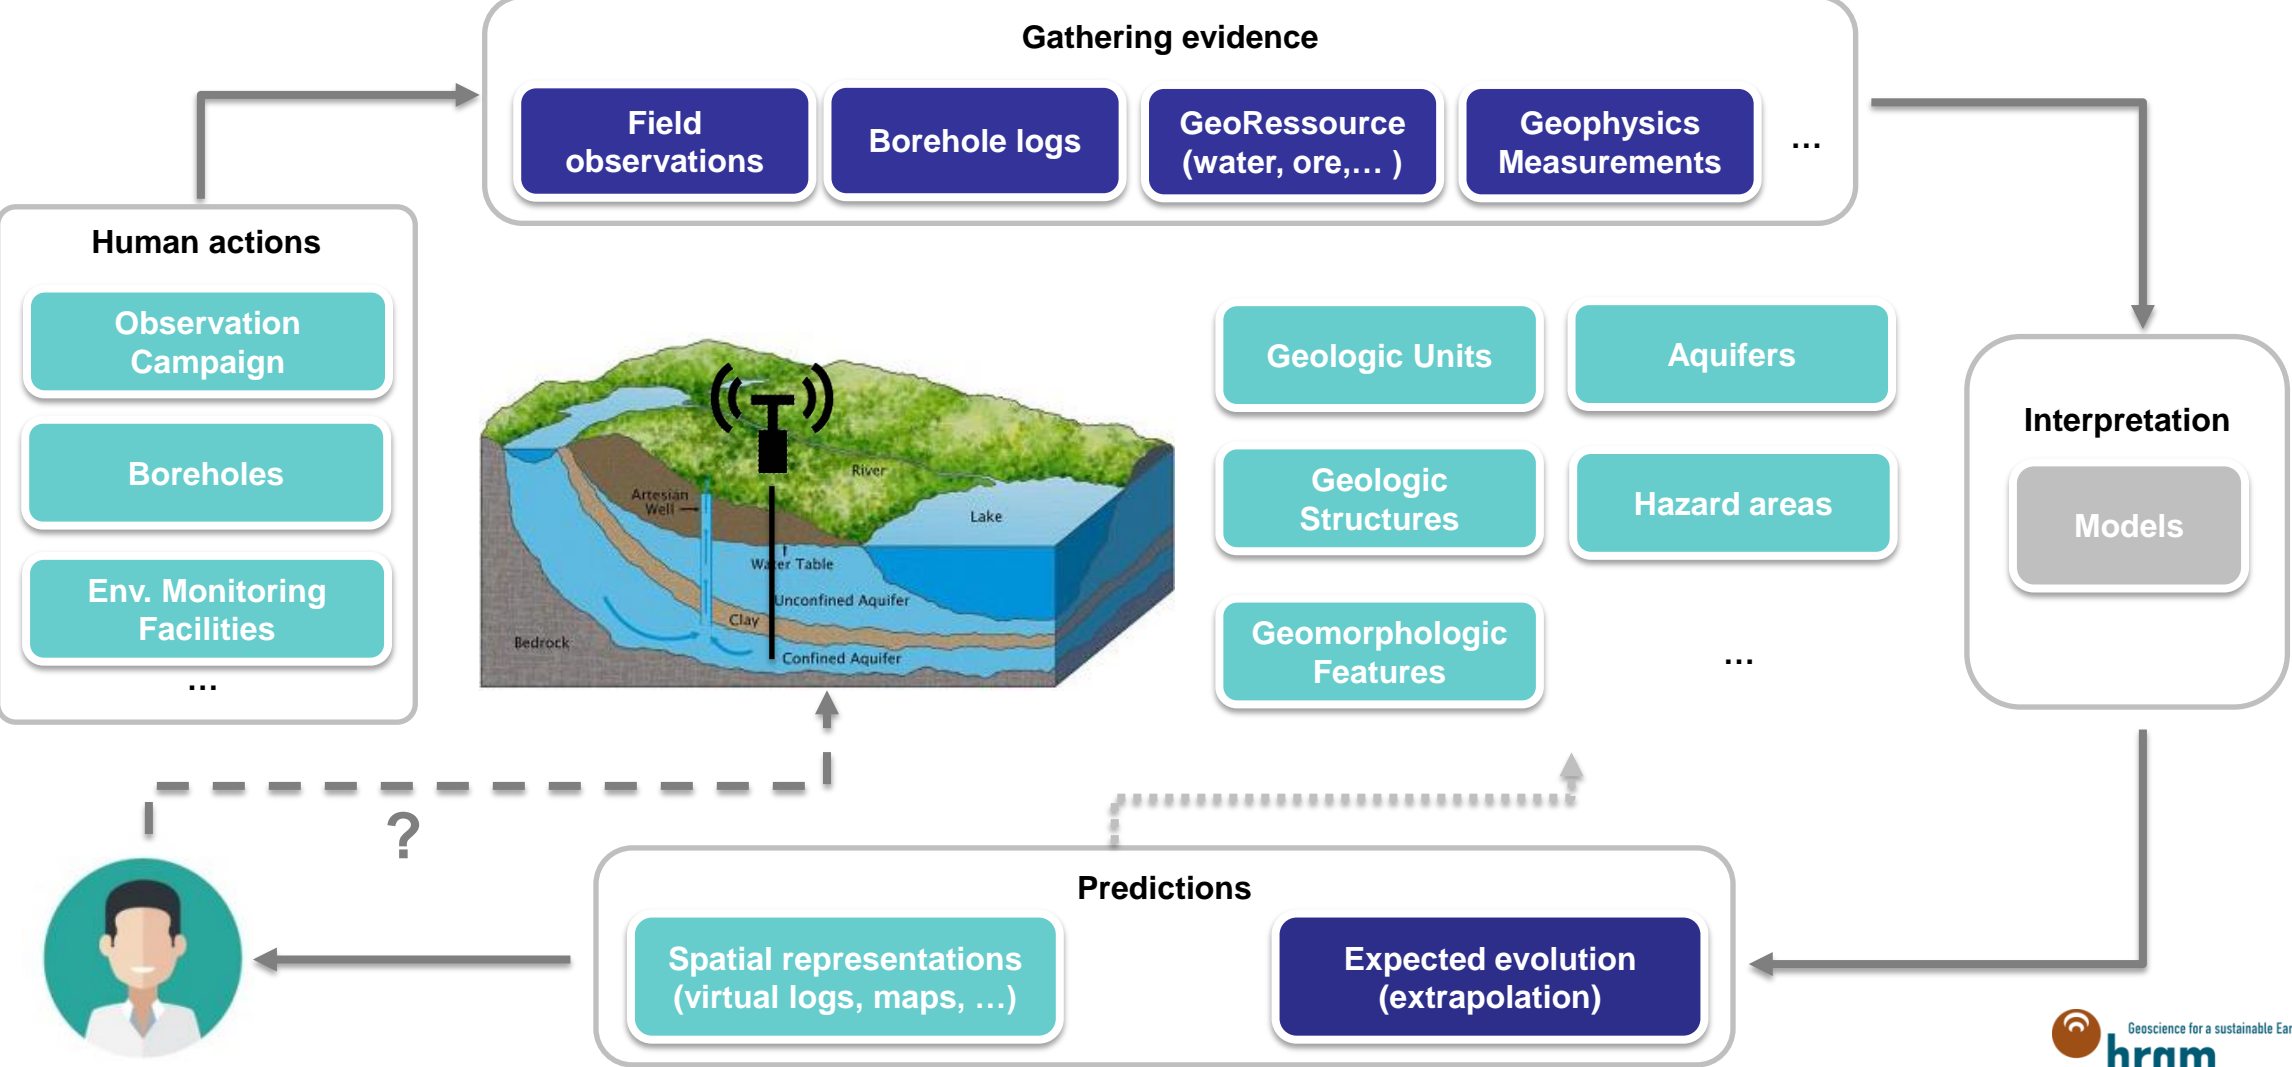 Gathering evidence
Field
observations
Borehole logs
GeoRessource
(water, ore,... )
Geophysics
Measurements
...
Human actions
Observation
Campaign
Boreholes
Env. Monitoring
Facilities
...
River
Artesian
Well
Lake
Water Table
Unconfined Aquifer
Clay
Bedrock
Confined Aquifer
Geologic Units
Aquifers
Geologic
Structures
Hazard areas
Geomorphologic
Features
...
Interpretation
Models
?
Predictions
Spatial representations
(virtual logs, maps, ...)
Expected evolution
(extrapolation)
Geoscience for a sustainable Ear